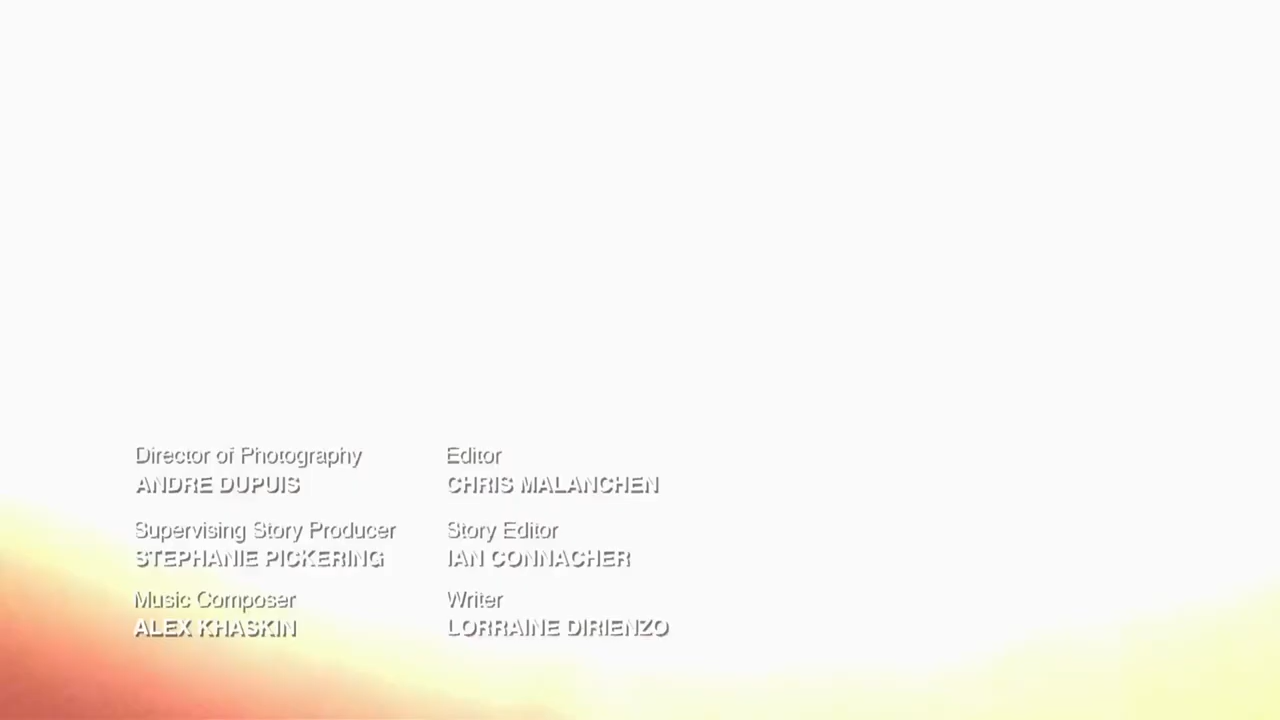 Director of Photography
ANDRE DUPUIS
Editor
CHRIS MALANCHEN
Supervising Story Producer
STEPHANIE PICKERING
Story Editor
IAN CONNACHER
Music Composer
ALEX KHASKIN
Writer
LORRAINE DIRIENZO